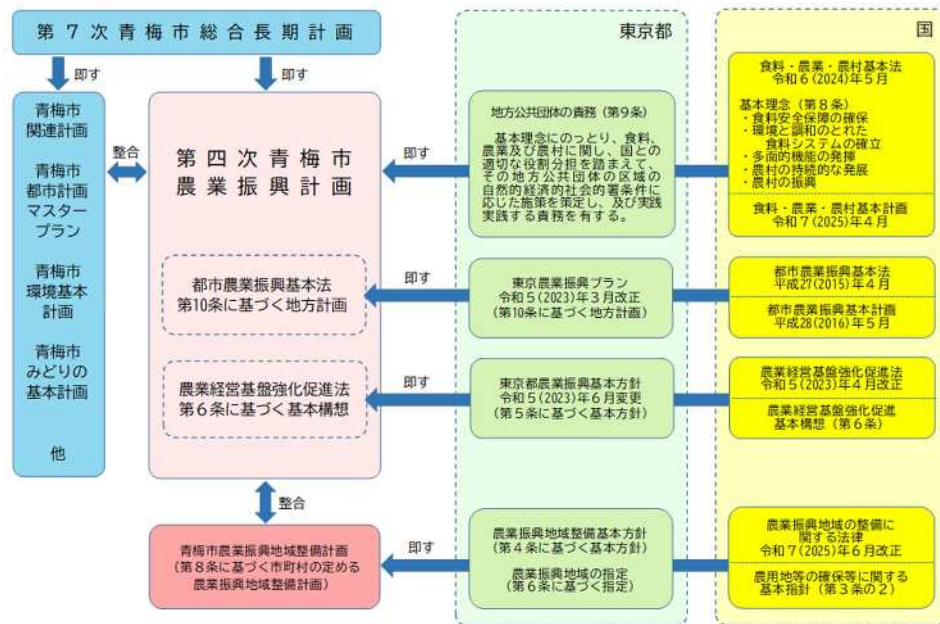 第７次青梅市総合長期計画
即す
即す
青梅市
関連計画
青梅市
都市計画
マスター
プラン
青梅市
環境基本
計画
青梅市
みどりの
基本計画
他
整合
第四次青梅市
農業振興計画
都市農業振興基本法
第10条に基づく地方計画
農業経営基盤強化促進法
第６条に基づく基本構想
整合
青梅市農業振興地域整備計画
(第８条に基づく市町村の定める
農業振興地域整備計画)
即す
即す
即す
即す
東京都
地方公共団体の責務（第９条）
基本理念にのっとり、食料、
農業及び農村に関し、国との
適切な役割分担を踏まえて、
その地方公共団体の区域の
自然的経済的社会的署条件に
応じた施策を策定し、及び実践
実践する責務を有する。
東京農業振興プラン
令和５(2023)年３月改正
(第10条に基づく地方計画)
東京都農業振興基本方針
令和５(2023)年６月変更
(第５条に基づく基本方針)
農業振興地域整備基本方針
(第４条に基づく基本方針)
農業振興地域の指定
(第６条に基づく指定)
国
食料・農業・農村基本法
令和６(2024)年５月
基本理念（第８条）
・食料安全保障の確保
・環境と調和のとれた
食料システムの確立
・多面的機能の発揮
・農村の持続的な発展
・農村の振興
食料・農業・農村基本計画
令和７(2025)年４月
都市農業振興基本法
平成27(2015)年４月
都市農業振興基本計画
平成28(2016)年５月
農業経営基盤強化促進法
令和５(2023)年４月改正
農業経営基盤強化促進
基本構想（第６条）
農業振興地域の整備に
関する法律
令和７(2025)年６月改正
農用地等の確保等に関する
基本指針（第３条の２）